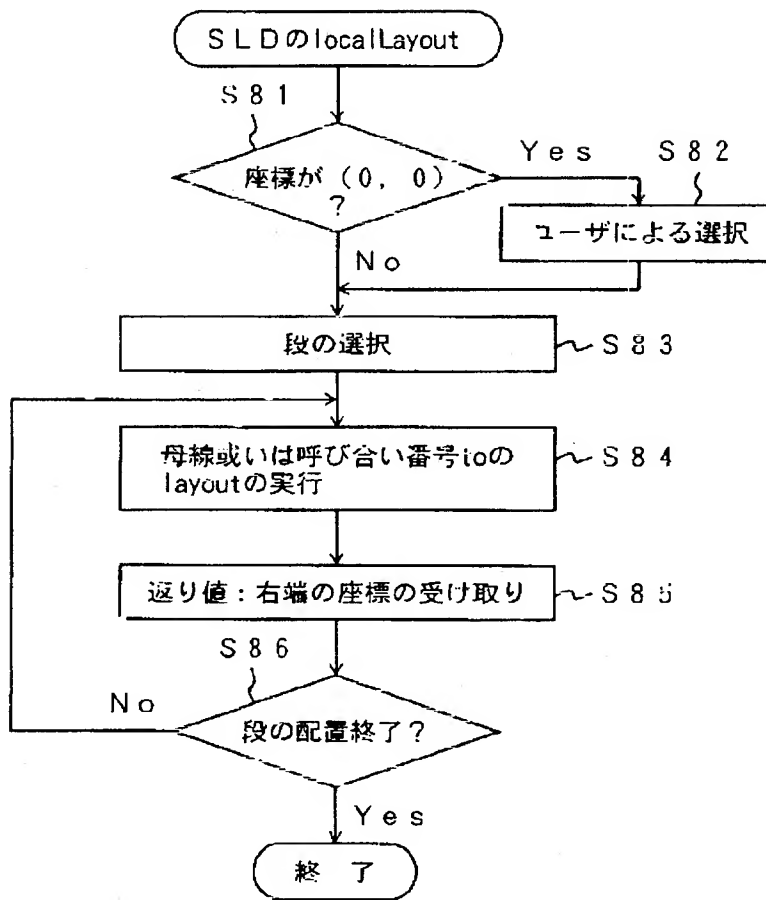 SLDのlocalLayout
S81
座標が (0, 0)
?
Yes
S82
ユーザによる選択
No
段の選択
S83
母線或いは呼び合い番号ioの
layoutの実行
S84
返り値：右端の座標の受け取り
S85
S86
段の配置終了？
No
Yes
終 了